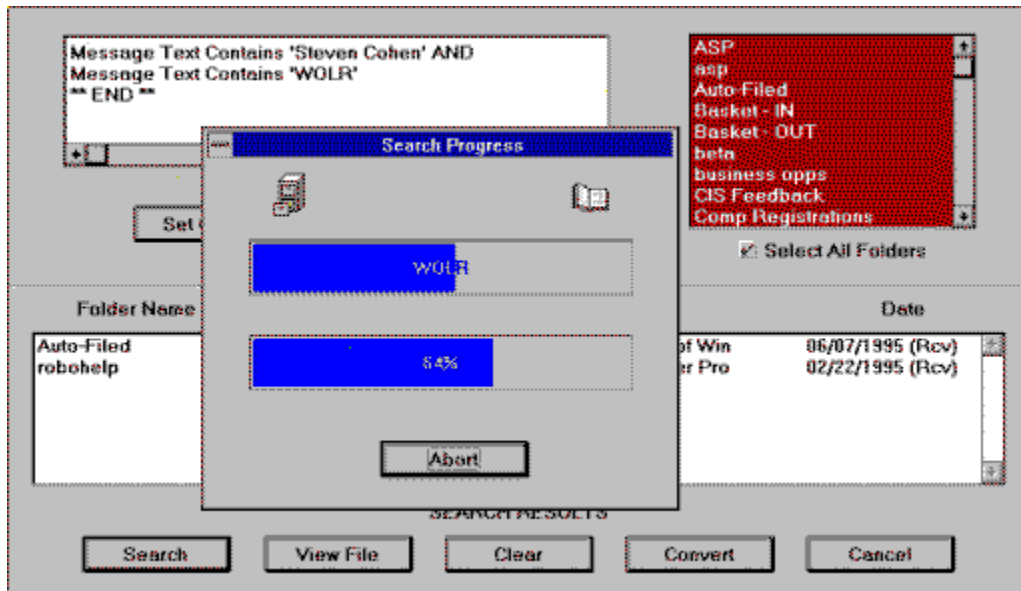 Message Text Contains 'Steven Cohen' AND
Message Text Contains 'WOLR'
** END **
ASP
asp
Auto-Filed
Basket - IN
Basket - OUT
beta
business opps
CIS Feedback
Comp Registrations
Search Progress
Set
Select All Folders
WOLR
Folder Name
Date
Auto-Filed
of Win
06/07/1995 (Rcv)
robohelp
er Pro
02/22/1995 (Rcv)
64%
Abort
SEARCH RESULTS
Search
View File
Clear
Convert
Cancel